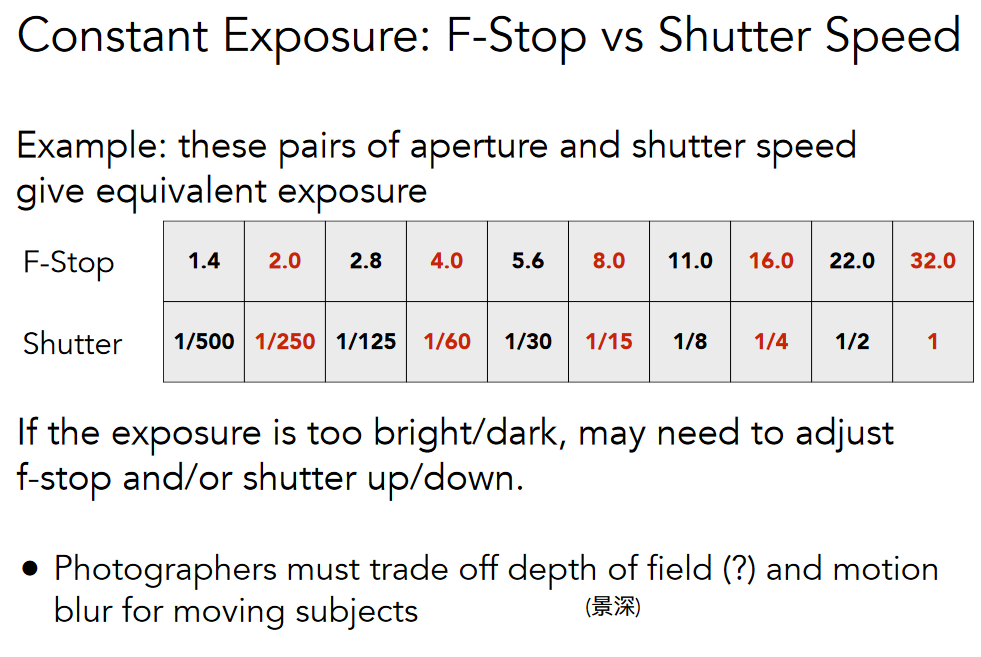 Constant Exposure: F-Stop vs Shutter Speed
Example: these pairs of aperture and shutter speed
give equivalent exposure
F-Stop 1.4 2.0 2.8 4.0 5.6 8.0 11.0 16.0 22.0 32.0
Shutter 1/500 1/250 1/125 1/60 1/30 1/15 1/8 1/4 1/2 1
If the exposure is too bright/dark, may need to adjust
f-stop and/or shutter up/down.
● Photographers must trade off depth of field (?) and motion
blur for moving subjects
(景深)